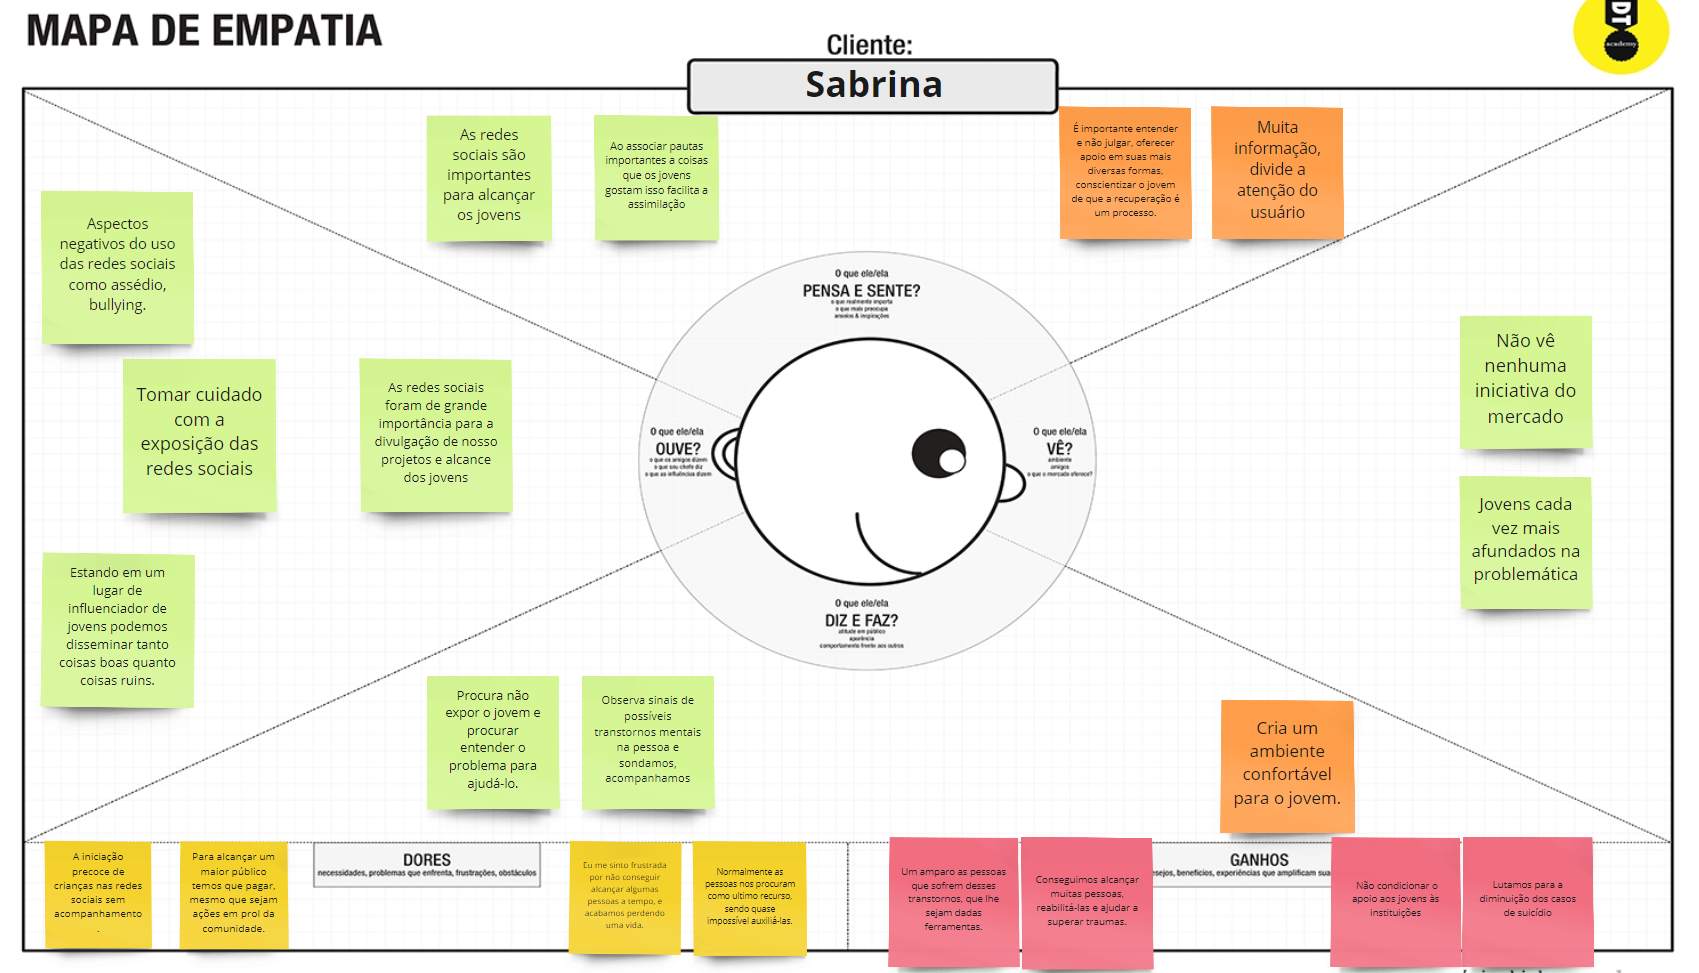 MAPA DE EMPATIA
DT
academy
Cliente:
Sabrina
As redes
sociais são
importantes
para alcançar
os jovens
Ao associar pautas
importantes a coisas
que os jovens
gostam isso facilita a
assimilação
É importante entender
e não julgar, oferecer
apoio em suas mais
diversas formas,
conscientizar o jovem
de que a recuperação é
um processo.
Muita
informação,
divide a
atenção do
usuário
Aspectos
negativos do uso
das redes sociais
como assédio,
bullying.
Tomar cuidado
com a
exposição das
redes sociais
As redes sociais
foram de grande
importância para a
divulgação de nosso
projetos e alcance
dos jovens
Estando em um
lugar de
influenciador de
jovens podemos
disseminar tanto
coisas boas quanto
coisas ruins.
O que ele/ela
PENSA E SENTE?
o que realmente importa
o que mais preocupa
anseios & inspirações
O que ele/ela
OUVE?
o que os amigos dizem
o que seu chefe diz
o que as influências dizem
O que ele/ela
VÊ?
ambiente
amigos
o que o mercado oferece?
O que ele/ela
DIZ E FAZ?
atitude em público
aparência
comportamento frente aos outros
Não vê
nenhuma
iniciativa do
mercado
Jovens cada
vez mais
afundados na
problemática
Procura não
expor o jovem e
procurar
entender o
problema para
ajudá-lo.
Observa sinais de
possíveis
transtornos mentais
na pessoa e
sondamos,
acompanhamos
Cria um
ambiente
confortável
para o jovem.
A iniciação
precoce de
crianças nas redes
sociais sem
acompanhamento
.
Para alcançar um
maior público
temos que pagar,
mesmo que sejam
ações em prol da
comunidade.
DORES
necessidades, problemas que enfrenta, frustrações, obstáculos
Eu me sinto frustrada
por não conseguir
alcançar algumas
pessoas a tempo, e
acabamos perdendo
uma vida.
Normalmente as
pessoas nos procuram
como ultimo recurso,
sendo quase
impossível auxiliá-las.
Um amparo as pessoas
que sofrem desses
transtornos, que lhe
sejam dadas
ferramentas.
Conseguimos alcançar
muitas pessoas,
reabilitá-las e ajudar a
superar traumas.
GANHOS
sejos, benefícios, experiências que amplificam sua
Não condicionar o
apoio aos jovens às
instituições
Lutamos para a
diminuição dos casos
de suicídio